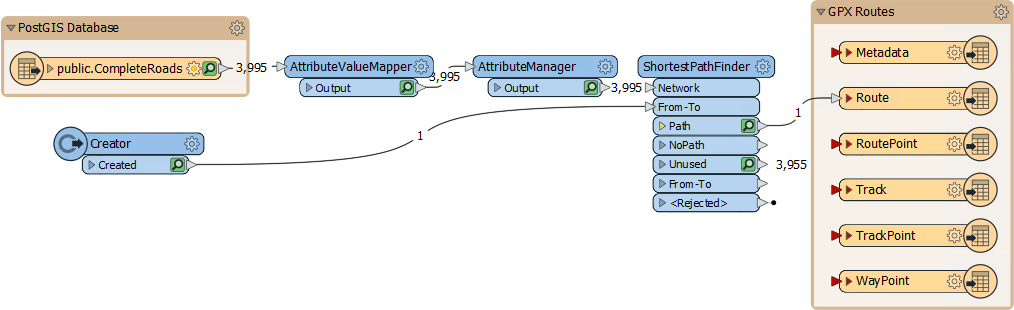 PostGIS Database
public.CompleteRoads
3,995
AttributeValueMapper
Output
3,995
AttributeManager
Output
3,995
ShortestPathFinder
Network
From-To
Path
NoPath
Unused
3,955
From-To
<Rejected>
Creator
Created
1
1
GPX Routes
Metadata
Route
RoutePoint
Track
TrackPoint
WayPoint